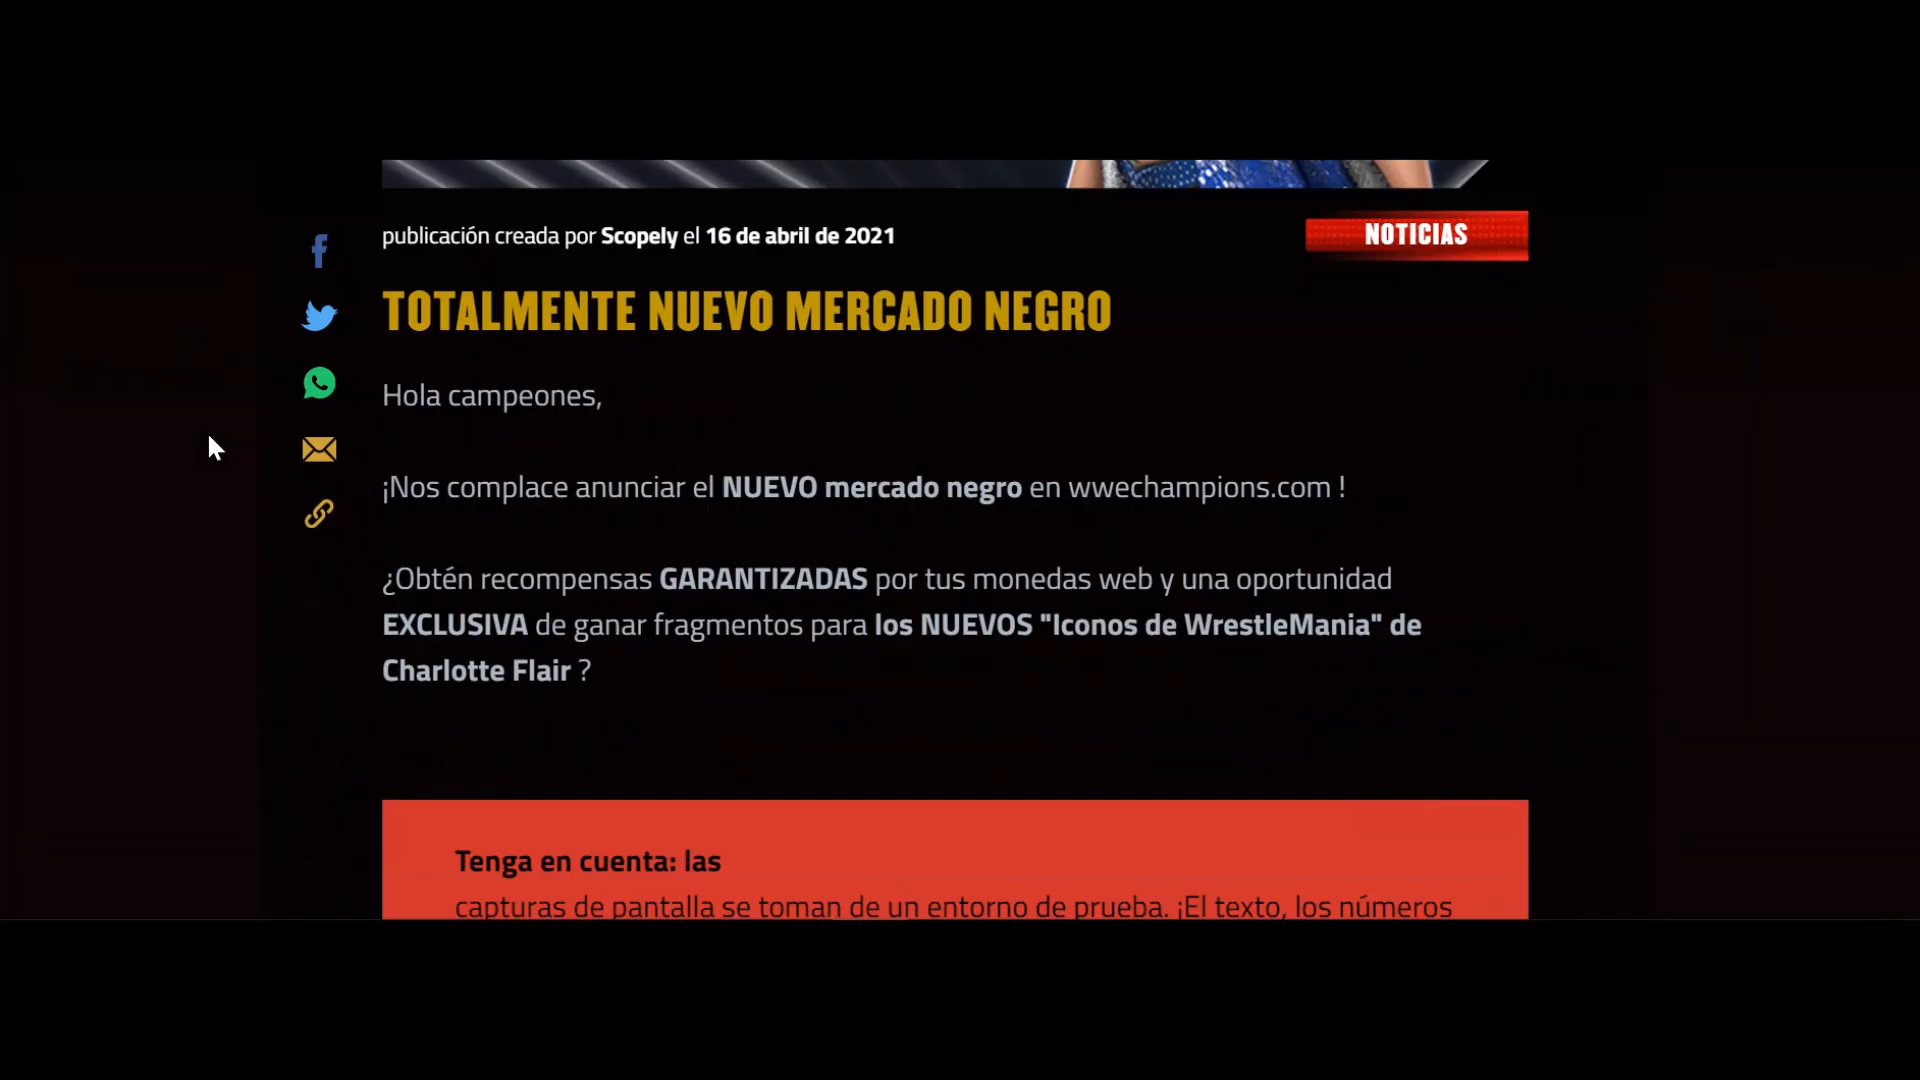 publicación creada por Scopely el 16 de abril de 2021
NOTICIAS
TOTALMENTE NUEVO MERCADO NEGRO
Hola campeones,
¡Nos complace anunciar el NUEVO mercado negro en wwechampions.com !
¿Obtén recompensas GARANTIZADAS por tus monedas web y una oportunidad
EXCLUSIVA de ganar fragmentos para los NUEVOS "Iconos de WrestleMania" de
Charlotte Flair ?
Tenga en cuenta: las
capturas de pantalla se toman de un entorno de prueba. ¡El texto, los números